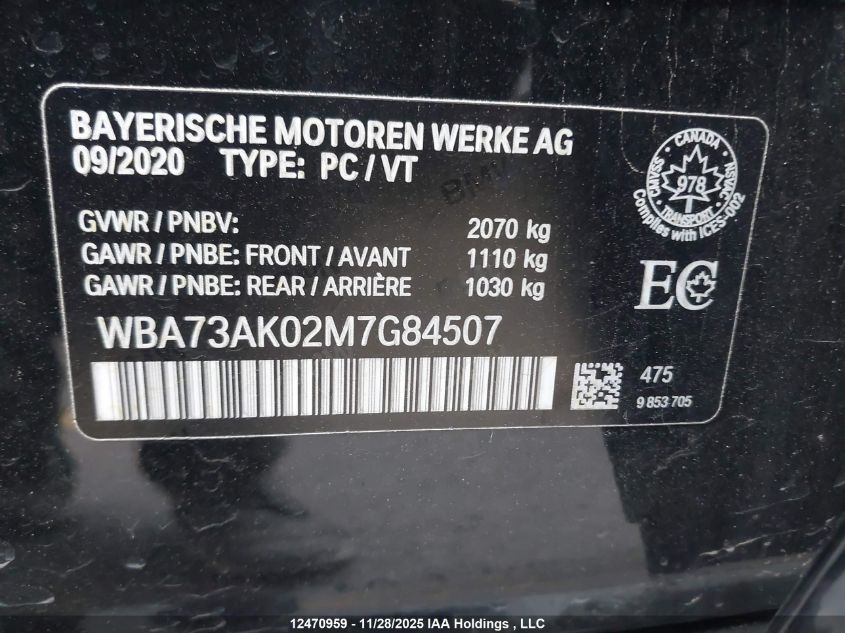 BAYERISCHE MOTOREN WERKE AG
09/2020 TYPE: PC / VT
GVWR / PNBV: 2070 kg
GAWR / PNBE: FRONT / AVANT 1110 kg
GAWR / PNBE: REAR / ARRIÈRE 1030 kg
WBA73AK02M7G84507
CANADA
CMVSS
NSVAC
978
TRANSPORT
Complies with ICES-002
EC
475
9 853 705
12470959 - 11/28/2025 IAA Holdings , LLC